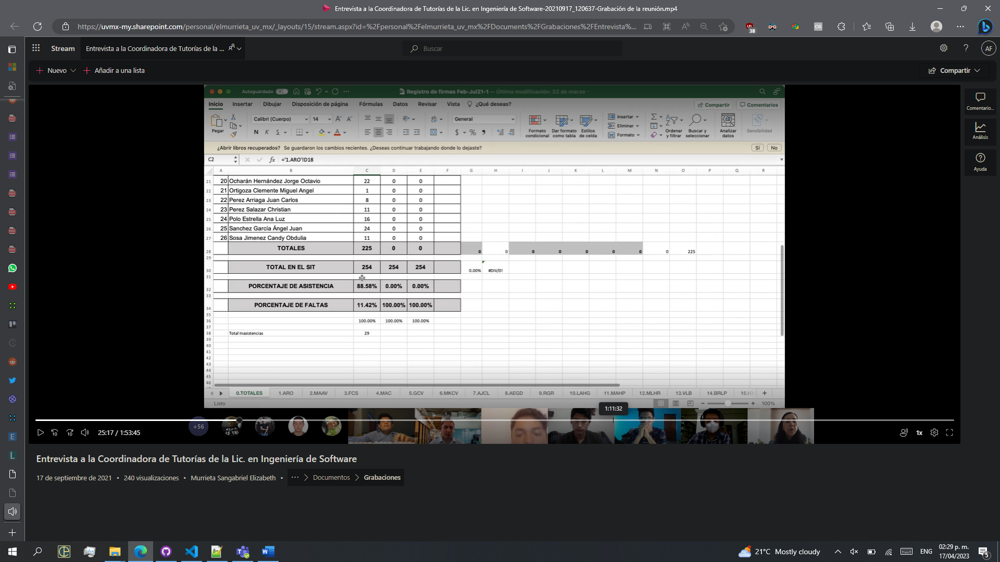 Entrevista a la Coordinadora de Tutorías de la Lic. en Ingeniería de Software-20210917_120637-Grabación de la reunión.mp4
https://uvmx-my.sharepoint.com/personal/elmurrieta_uv_mx/_layouts/15/stream.aspx?id=%2Fpersonal%2Felmurrieta_uv_mx%2FDocuments%2FGrabaciones%2FEntrevista%...
38
Stream
Entrevista a la Coordinadora de Tutorías de la ...
Buscar
AF
Nuevo
Añadir a una lista
Compartir
Comentario...
Análisis
Ayuda
Autoguardado
Registro de firmas Feb-Jul21-1 — Última modificación: 22 de marzo
Inicio Insertar Dibujar Disposición de página Fórmulas Datos Revisar Vista ¿Qué deseas? Compartir Comentarios
Pegar
Calibri (Cuerpo) 14
N K S
General
$ %
Formato condicional
Dar formato como tabla
Estilos de celda
Insertar
Eliminar
Formato
Ordenar y filtrar
Buscar y seleccionar
Analizar datos
Sensibilidad
¿Abrir libros recuperados? Se guardaron los cambios recientes. ¿Deseas continuar trabajando donde lo dejaste? Sí No
C2 fx ='1.ARO'!D18
A B C D E F G H I J K L M N O P Q R
21 20 Ocharán Hernández Jorge Octavio 22 0 0
22 21 Ortigoza Clemente Miguel Angel 1 0 0
23 22 Perez Arriaga Juan Carlos 8 0 0
24 23 Perez Salazar Christian 11 0 0
25 24 Polo Estrella Ana Luz 16 0 0
26 25 Sanchez García Ángel Juan 24 0 0
27 26 Sosa Jimenez Candy Obdulia 11 0 0
28 TOTALES 225 0 0 0 0 0 0 0 0 0 0 225
29
30 TOTAL EN EL SIT 254 254 254 0.00% #DIV/0!
31
32 PORCENTAJE DE ASISTENCIA 88.58% 0.00% 0.00%
33
34 PORCENTAJE DE FALTAS 11.42% 100.00% 100.00%
35
36 100.00% 100.00% 100.00%
37
38 Total Inasistencias 29
39
40
41
42
43
44
45
46
0.TOTALES 1.ARO 2.MAAV 3.FCS 4.MAC 5.GCV 6.MKCV 7.AJCL 8.AEGD 9.RGR 10.LAHG 11.MAHP 12.MLHR 13.VLB 14.BRLP 15.H
Listo
100%
1:11:32
+56
25:17 / 1:53:45
1x
Entrevista a la Coordinadora de Tutorías de la Lic. en Ingeniería de Software
17 de septiembre de 2021 • 240 visualizaciones • Murrieta Sangabriel Elizabeth • ... > Documentos > Grabaciones
21°C Mostly cloudy
ENG
02:29 p. m.
17/04/2023
5